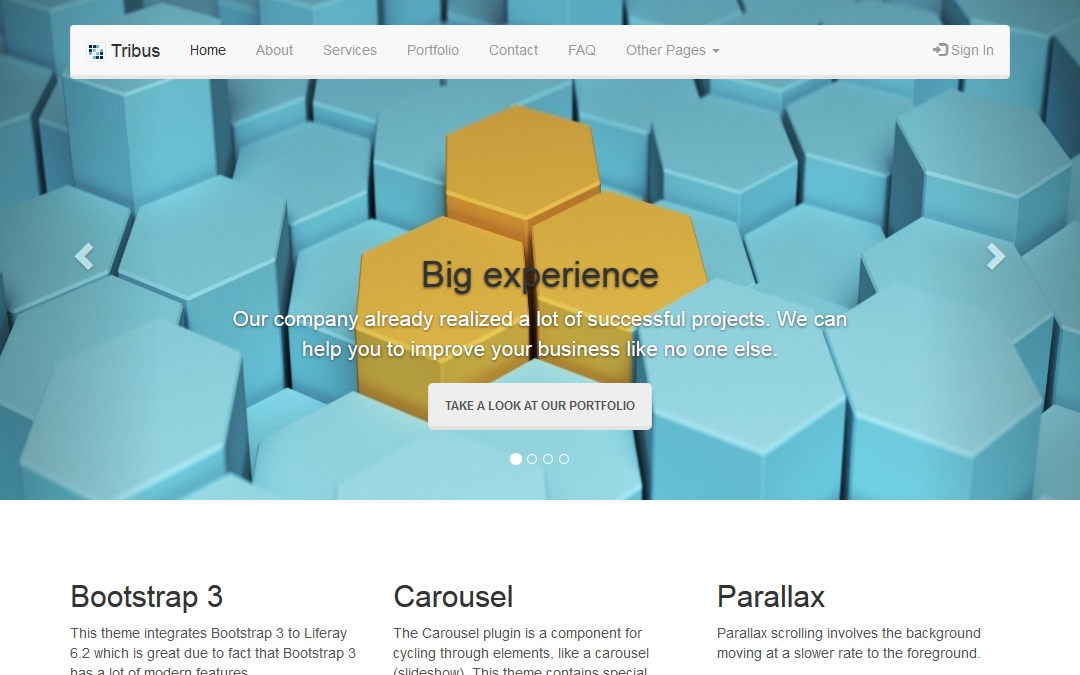 Tribus
Home
About
Services
Portfolio
Contact
FAQ
Other Pages
Sign In
Big experience
Our company already realized a lot of successful projects. We can
help you to improve your business like no one else.
TAKE A LOOK AT OUR PORTFOLIO
Bootstrap 3
This theme integrates Bootstrap 3 to Liferay
6.2 which is great due to fact that Bootstrap 3
has a lot of modern features.
Carousel
The Carousel plugin is a component for
cycling through elements, like a carousel
(slideshow). This theme contains special
Parallax
Parallax scrolling involves the background
moving at a slower rate to the foreground.